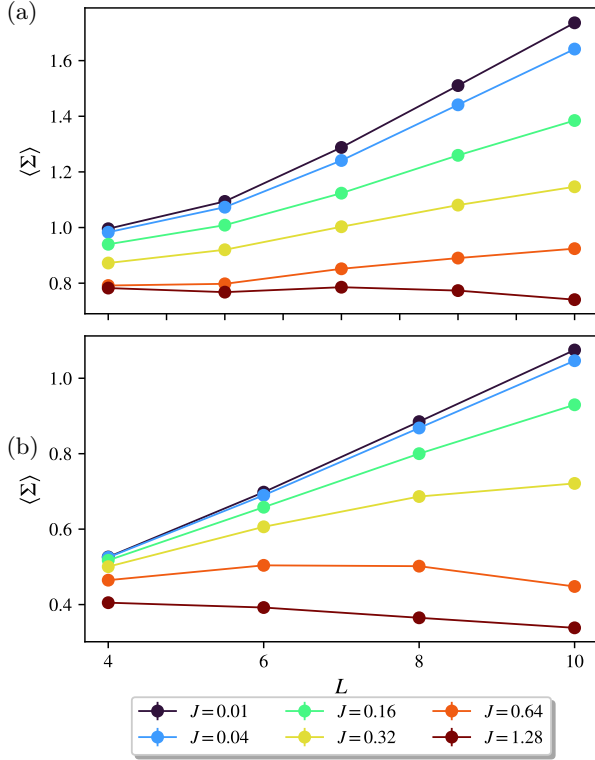 (a)
⟨Σ⟩
1.6
1.4
1.2
1.0
0.8
(b)
⟨Σ⟩
1.0
0.8
0.6
0.4
4 6 8 10
L
J = 0.01 J = 0.16 J = 0.64
J = 0.04 J = 0.32 J = 1.28